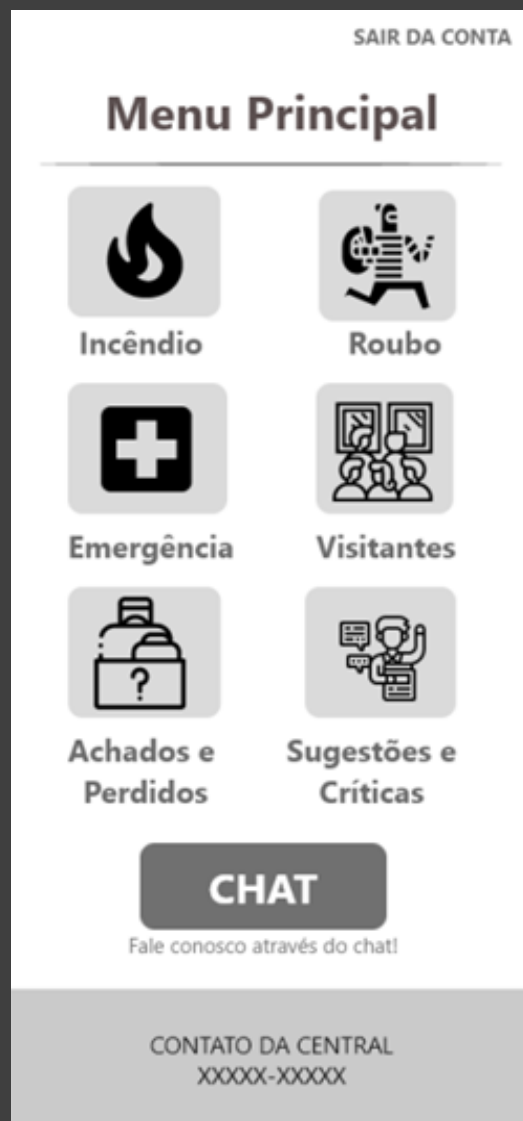 SAIR DA CONTA
Menu Principal
Incêndio
Roubo
Emergência
Visitantes
?
Achados e
Perdidos
Sugestões e
Críticas
CHAT
Fale conosco através do chat!
CONTATO DA CENTRAL
XXXXX-XXXXX